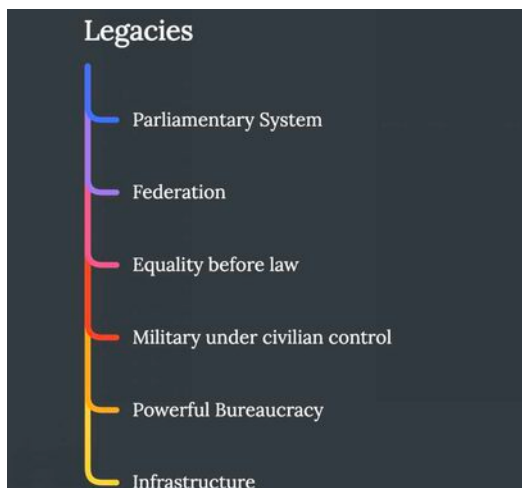 Legacies
Parliamentary System
Federation
Equality before law
Military under civilian control
Powerful Bureaucracy
Infrastructure